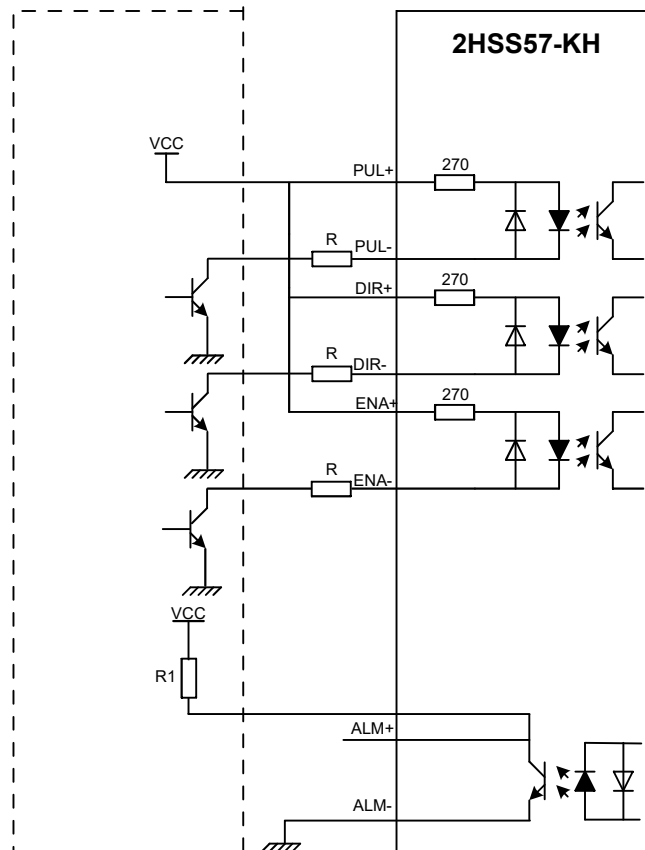 2HSS57-KH
VCC
PUL+
270
R
PUL-
270
DIR+
R
DIR-
270
ENA+
R
ENA-
VCC
R1
ALM+
ALM-